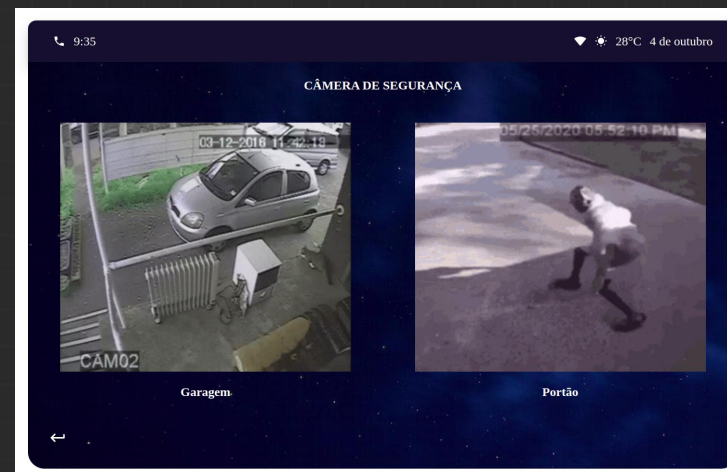 9:35
28°C 4 de outubro
CÂMERA DE SEGURANÇA
03-12-2016 11:42:19
05/25/2020 05:52:10 PM
CAM02
Garagem
Portão